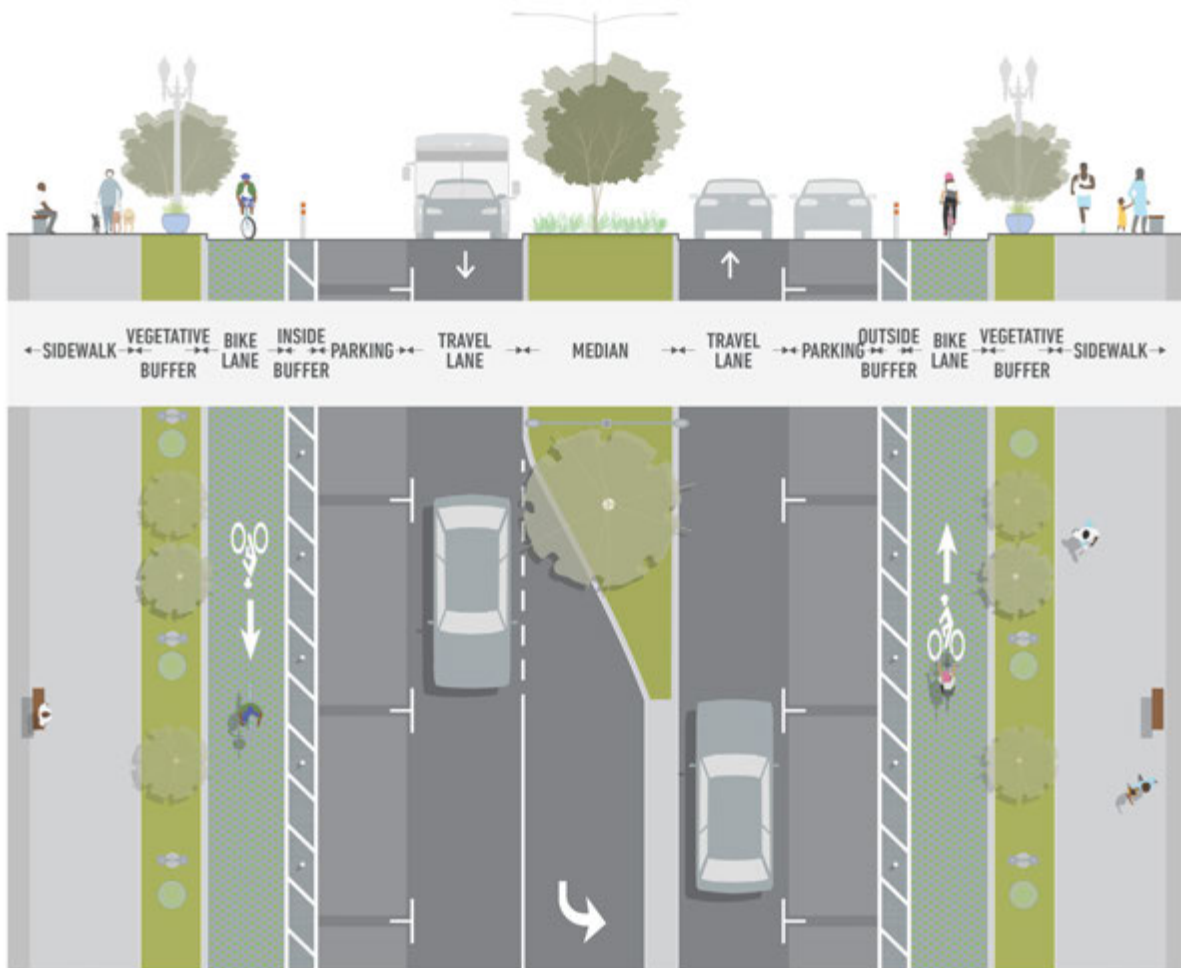 SIDEWALK
VEGETATIVE
BUFFER
BIKE
LANE
INSIDE
BUFFER
PARKING
TRAVEL
LANE
MEDIAN
TRAVEL
LANE
PARKING
OUTSIDE
BUFFER
BIKE
LANE
VEGETATIVE
BUFFER
SIDEWALK